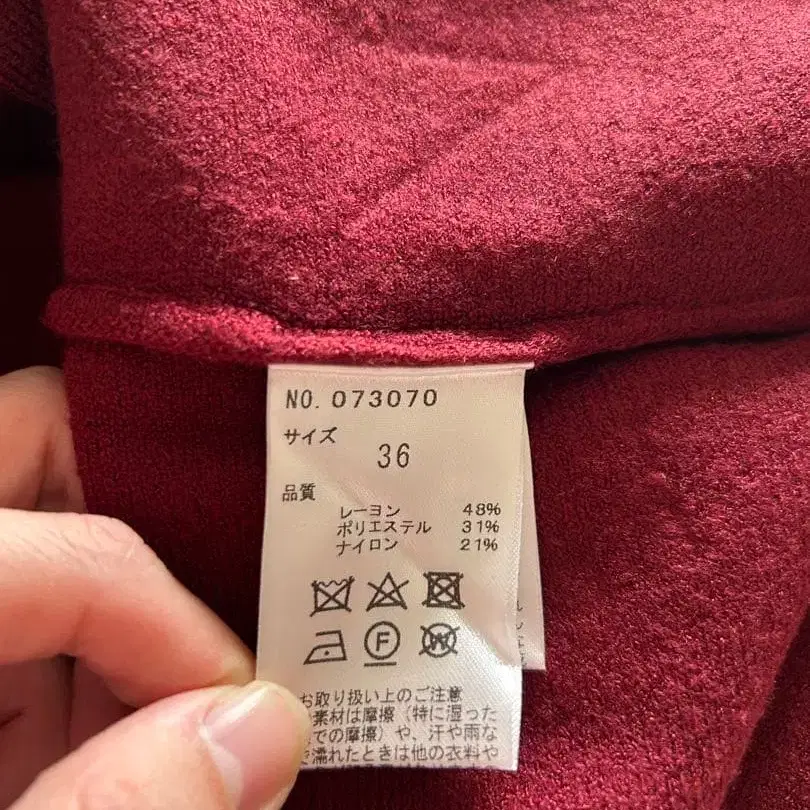 NO. 073070
サイズ
36
品質
レーヨン 48%
ポリエステル 31%
ナイロン 21%
F
W
お取り扱い上のご注意
素材は摩擦（特に湿った
での摩擦）や、汗や雨な
で濡れたときは他の衣料や